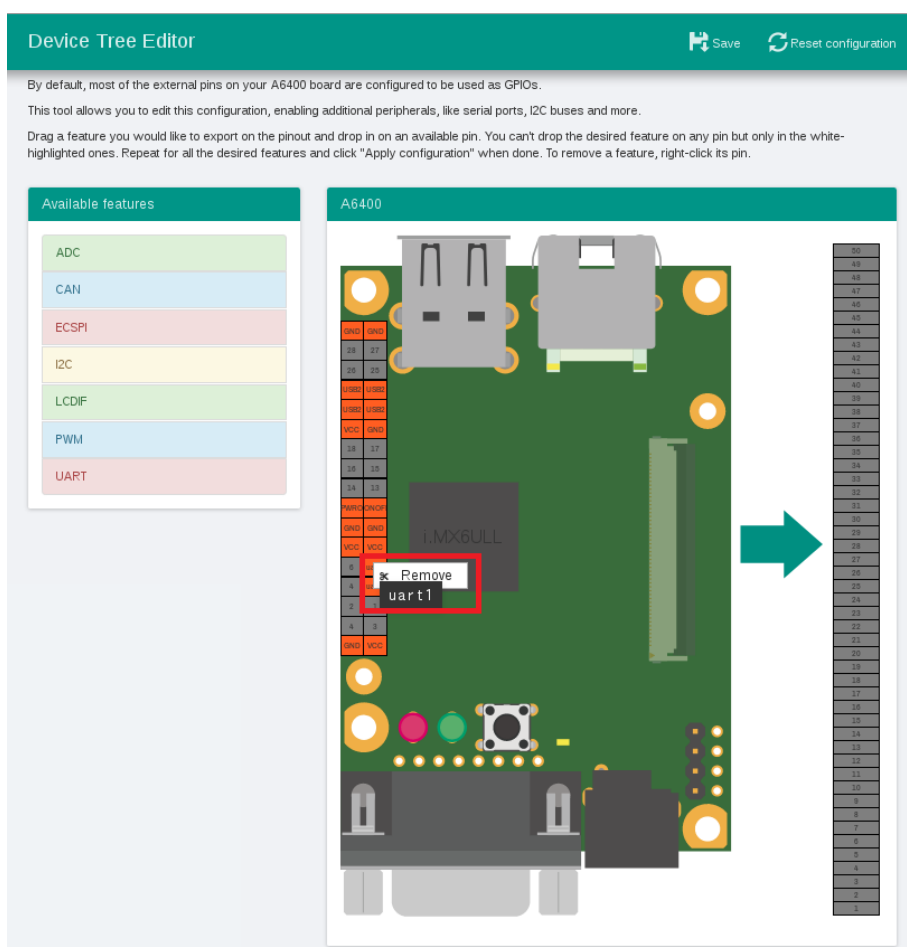 Device Tree Editor
Save
Reset configuration
By default, most of the external pins on your A6400 board are configured to be used as GPIOs.
This tool allows you to edit this configuration, enabling additional peripherals, like serial ports, I2C buses and more.
Drag a feature you would like to export on the pinout and drop in on an available pin. You can't drop the desired feature on any pin but only in the white-
highlighted ones. Repeat for all the desired features and click "Apply configuration" when done. To remove a feature, right-click its pin.
Available features
A6400
ADC
CAN
ECSPI
I2C
LCDIF
PWM
UART
GND GND
28 27
26 25
USB2 USB2
USB2 USB2
VCC GND
18 17
16 15
14 13
GND GND
VCC VCC
6
4
2 1
4 3
GND VCC
i.MX6ULL
Remove
uart1
50
49
48
47
46
45
44
43
42
41
40
39
38
37
36
35
34
33
32
31
30
29
28
27
26
25
24
23
22
21
20
19
18
17
16
15
14
13
12
11
10
9
8
7
6
5
4
3
2
1